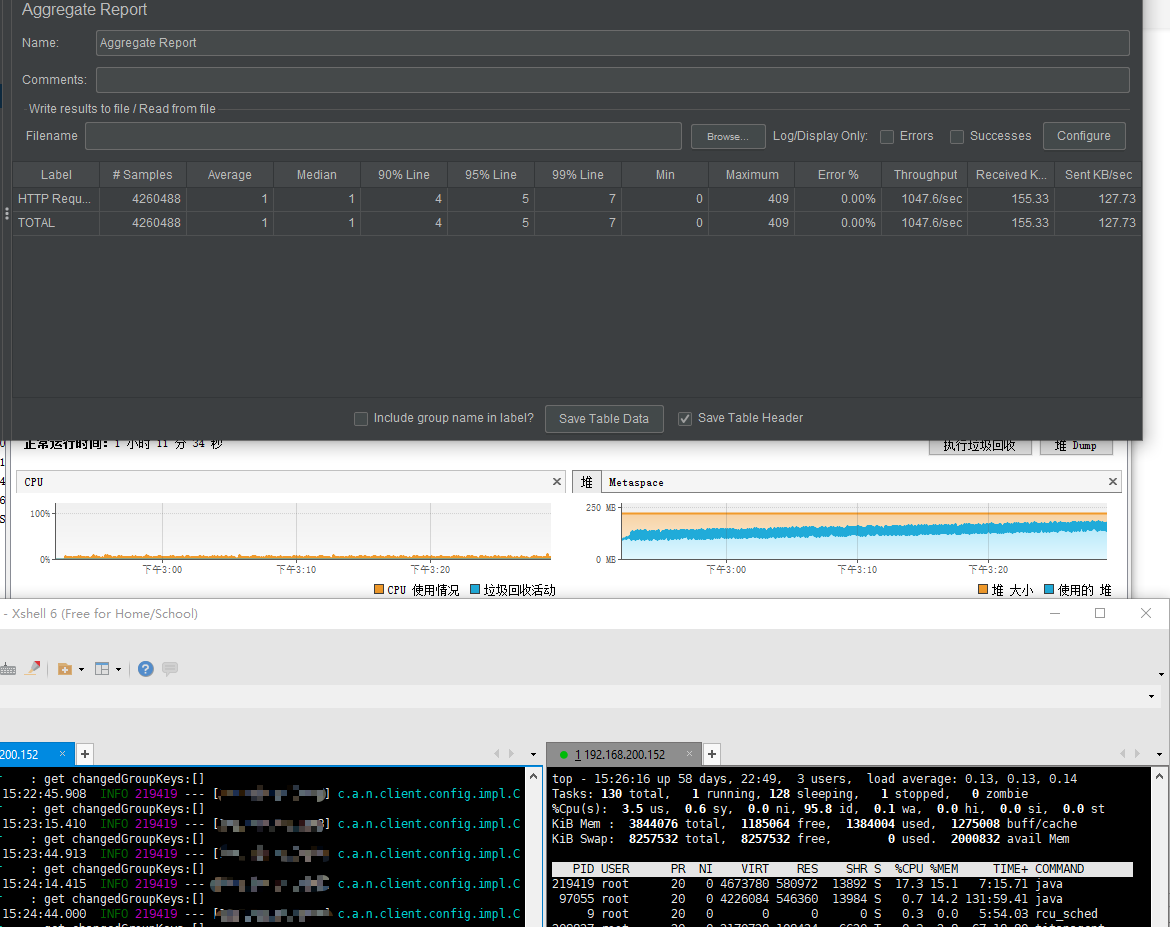 Aggregate Report
Name: Aggregate Report
Comments:
Write results to file / Read from file
Filename Browse... Log/Display Only: Errors Successes Configure
Label # Samples Average Median 90% Line 95% Line 99% Line Min Maximum Error % Throughput Received K... Sent KB/sec
HTTP Requ... 4260488 1 1 4 5 7 0 409 0.00% 1047.6/sec 155.33 127.73
TOTAL 4260488 1 1 4 5 7 0 409 0.00% 1047.6/sec 155.33 127.73
Include group name in label? Save Table Data Save Table Header
正常运行时间: 1 小时 11 分 34 秒 执行垃圾回收 堆 Dump
CPU 堆 Metaspace
100% 250 MB
0% 0 MB
下午3:00 下午3:10 下午3:20 下午3:00 下午3:10 下午3:20
CPU 使用情况 垃圾回收活动 堆 大小 使用的 堆
- Xshell 6 (Free for Home/School)
200.152 1 192.168.200.152
: get changedGroupKeys:[]
15:22:45.908 INFO 219419 --- [ ] c.a.n.client.config.impl.C
: get changedGroupKeys:[]
15:23:15.410 INFO 219419 --- [ ] c.a.n.client.config.impl.C
: get changedGroupKeys:[]
15:23:44.913 INFO 219419 --- [ ] c.a.n.client.config.impl.C
: get changedGroupKeys:[]
15:24:14.415 INFO 219419 --- c.a.n.client.config.impl.C
: get changedGroupKeys:[]
15:24:44.000 INFO 219419 --- [ ] c.a.n.client.config.impl.C
: get changedGroupKeys:[]
top - 15:26:16 up 58 days, 22:49, 3 users, load average: 0.13, 0.13, 0.14
Tasks: 130 total, 1 running, 128 sleeping, 1 stopped, 0 zombie
%Cpu(s): 3.5 us, 0.6 sy, 0.0 ni, 95.8 id, 0.1 wa, 0.0 hi, 0.0 si, 0.0 st
KiB Mem : 3844076 total, 1185064 free, 1384004 used, 1275008 buff/cache
KiB Swap: 8257532 total, 8257532 free, 0 used. 2000832 avail Mem
PID USER PR NI VIRT RES SHR S %CPU %MEM TIME+ COMMAND
219419 root 20 0 4673780 580972 13892 S 17.3 15.1 7:15.71 java
97055 root 20 0 4226084 546360 13984 S 0.7 14.2 131:59.41 java
9 root 20 0 0 0 0 S 0.3 0.0 5:54.03 rcu_sched